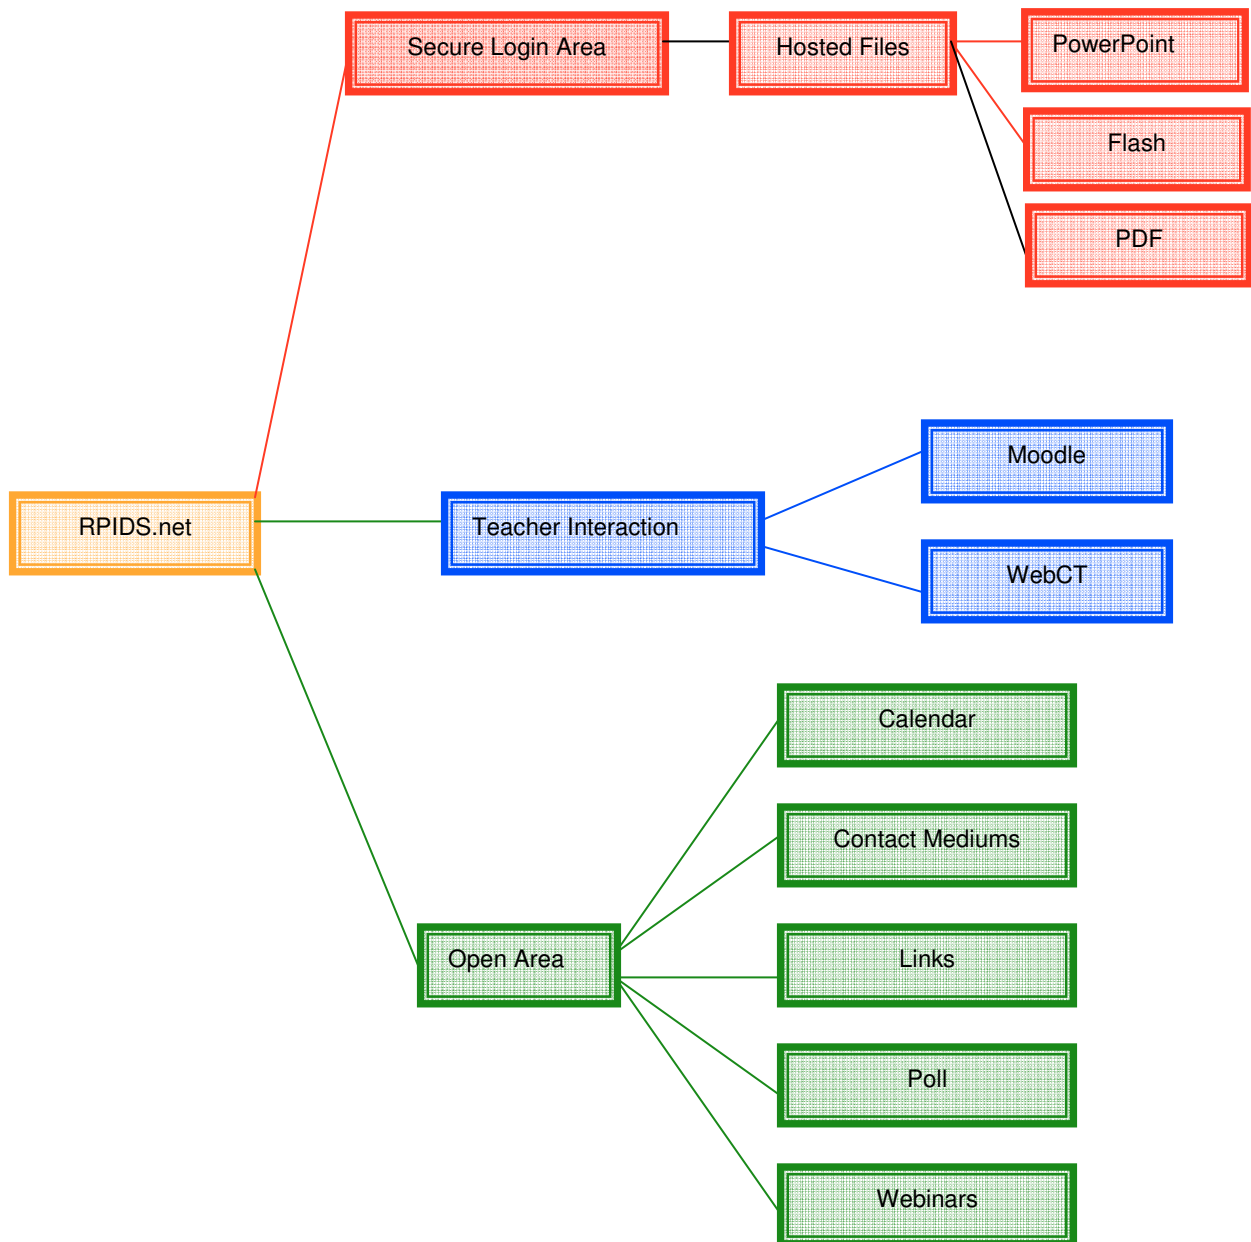 Secure Login Area
Hosted Files
PowerPoint
Flash
PDF
RPIDS.net
Teacher Interaction
Moodle
WebCT
Open Area
Calendar
Contact Mediums
Links
Poll
Webinars